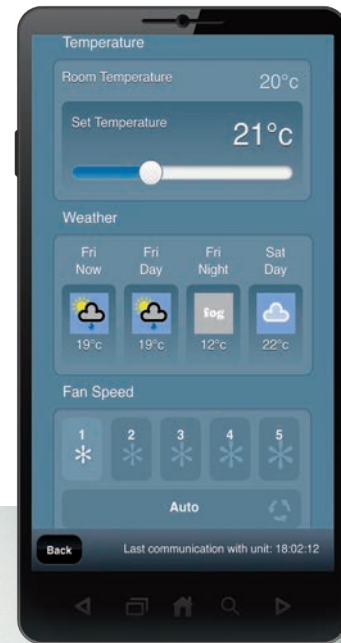 Temperature
Room Temperature 20°c
Set Temperature 21°c
Weather
Fri Fri Fri Sat
Now Day Night Day
fog
19°c 19°c 12°c 22°c
Fan Speed
1 2 3 4 5
Auto
Back Last communication with unit: 18:02:12